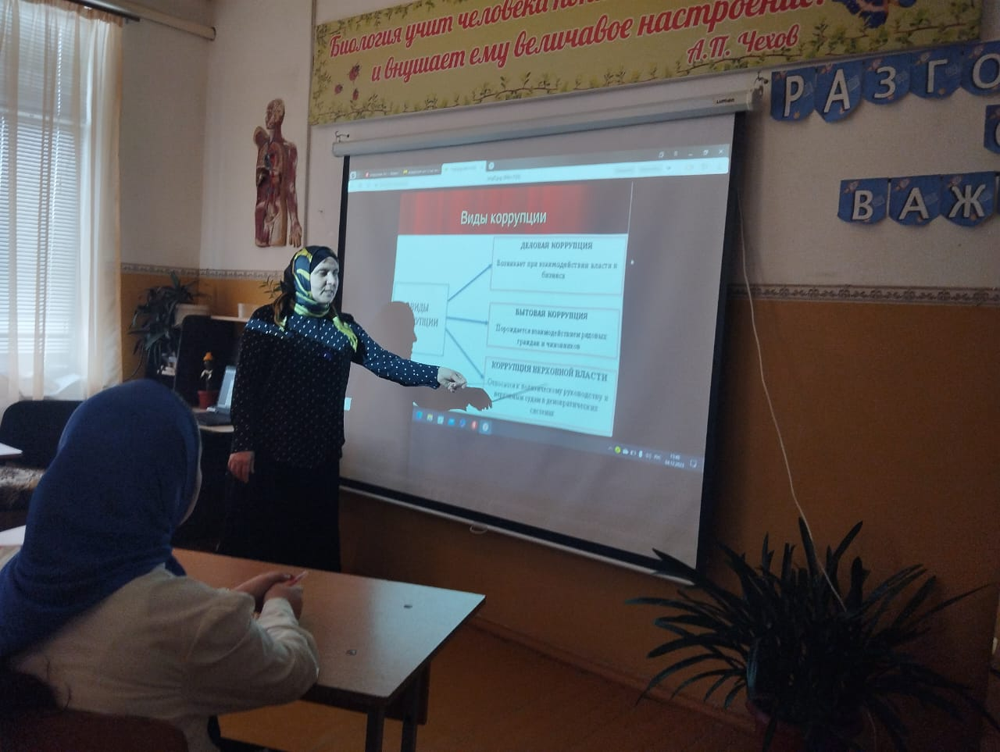 Биология учит человека
и внушает ему величавое настроение!
А.П. Чехов
РАЗГО
ВАЖ
Lumen
Виды коррупции
ДЕЛОВАЯ КОРРУПЦИЯ
Возникает при взаимодействии власти и
бизнеса
ВИДЫ
УПЦИИ
БЫТОВАЯ КОРРУПЦИЯ
Порождается взаимодействием рядовых
граждан и чиновников
КОРРУПЦИЯ ВЕРХОВНОЙ ВЛАСТИ
Относится к политическому руководству и
верховным судам в демократических
системах